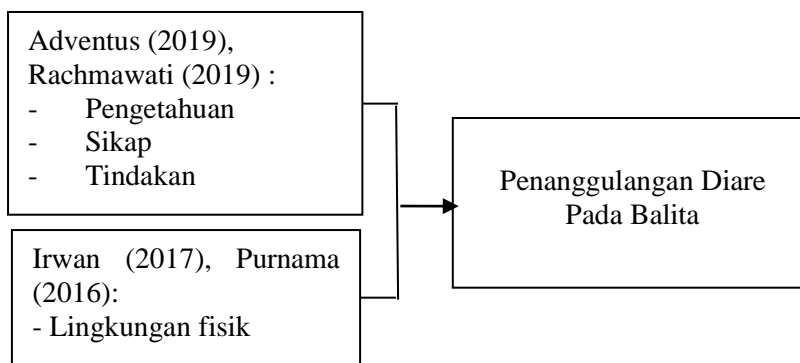 Adventus (2019),
Rachmawati (2019) :
- Pengetahuan
- Sikap
- Tindakan
Irwan (2017), Purnama
(2016):
- Lingkungan fisik
Penanggulangan Diare
Pada Balita